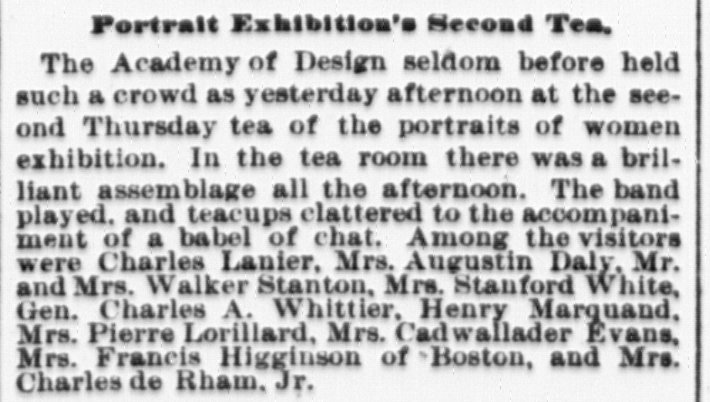 Portrait Exhibition's Second Tea.
The Academy of Design seldom before held
such a crowd as yesterday afternoon at the sec-
ond Thursday tea of the portraits of women
exhibition. In the tea room there was a bril-
liant assemblage all the afternoon. The band
played, and teacups clattered to the accompani-
ment of a babel of chat. Among the visitors
were Charles Lanier, Mrs. Augustin Daly, Mr.
and Mrs. Walker Stanton, Mrs. Stanford White,
Gen. Charles A. Whittier, Henry Marquand,
Mrs. Pierre Lorillard, Mrs. Cadwallader Evans,
Mrs. Francis Higginson of Boston, and Mrs.
Charles de Rham, Jr.